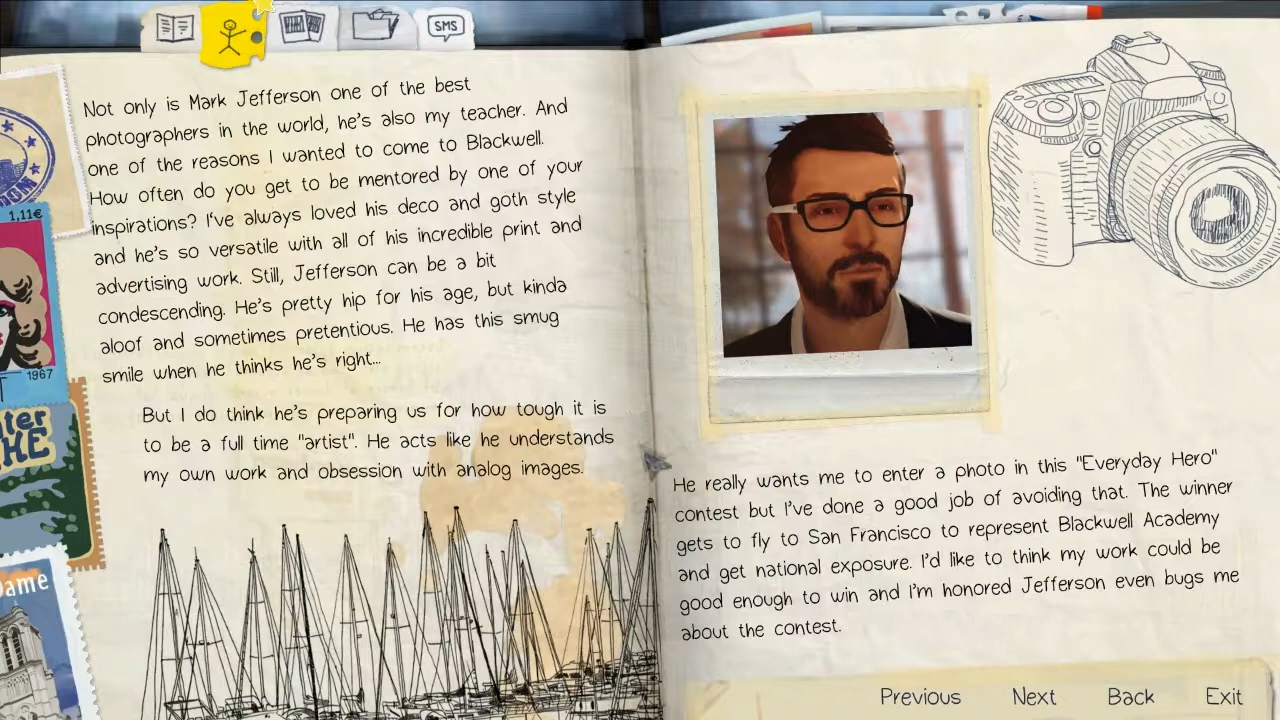 SMS
Not only is Mark Jefferson one of the best
photographers in the world, he's also my teacher. And
one of the reasons I wanted to come to Blackwell.
How often do you get to be mentored by one of your
inspirations? I've always loved his deco and goth style
and he's so versatile with all of his incredible print and
advertising work. Still, Jefferson can be a bit
condescending. He's pretty hip for his age, but kinda
aloof and sometimes pretentious. He has this smug
smile when he thinks he's right...
But I do think he's preparing us for how tough it is
to be a full time "artist". He acts like he understands
my own work and obsession with analog images.
1,11€
1967
Dame
He really wants me to enter a photo in this "Everyday Hero"
contest but I've done a good job of avoiding that. The winner
gets to fly to San Francisco to represent Blackwell Academy
and get national exposure. I'd like to think my work could be
good enough to win and I'm honored Jefferson even bugs me
about the contest.
Previous Next Back Exit